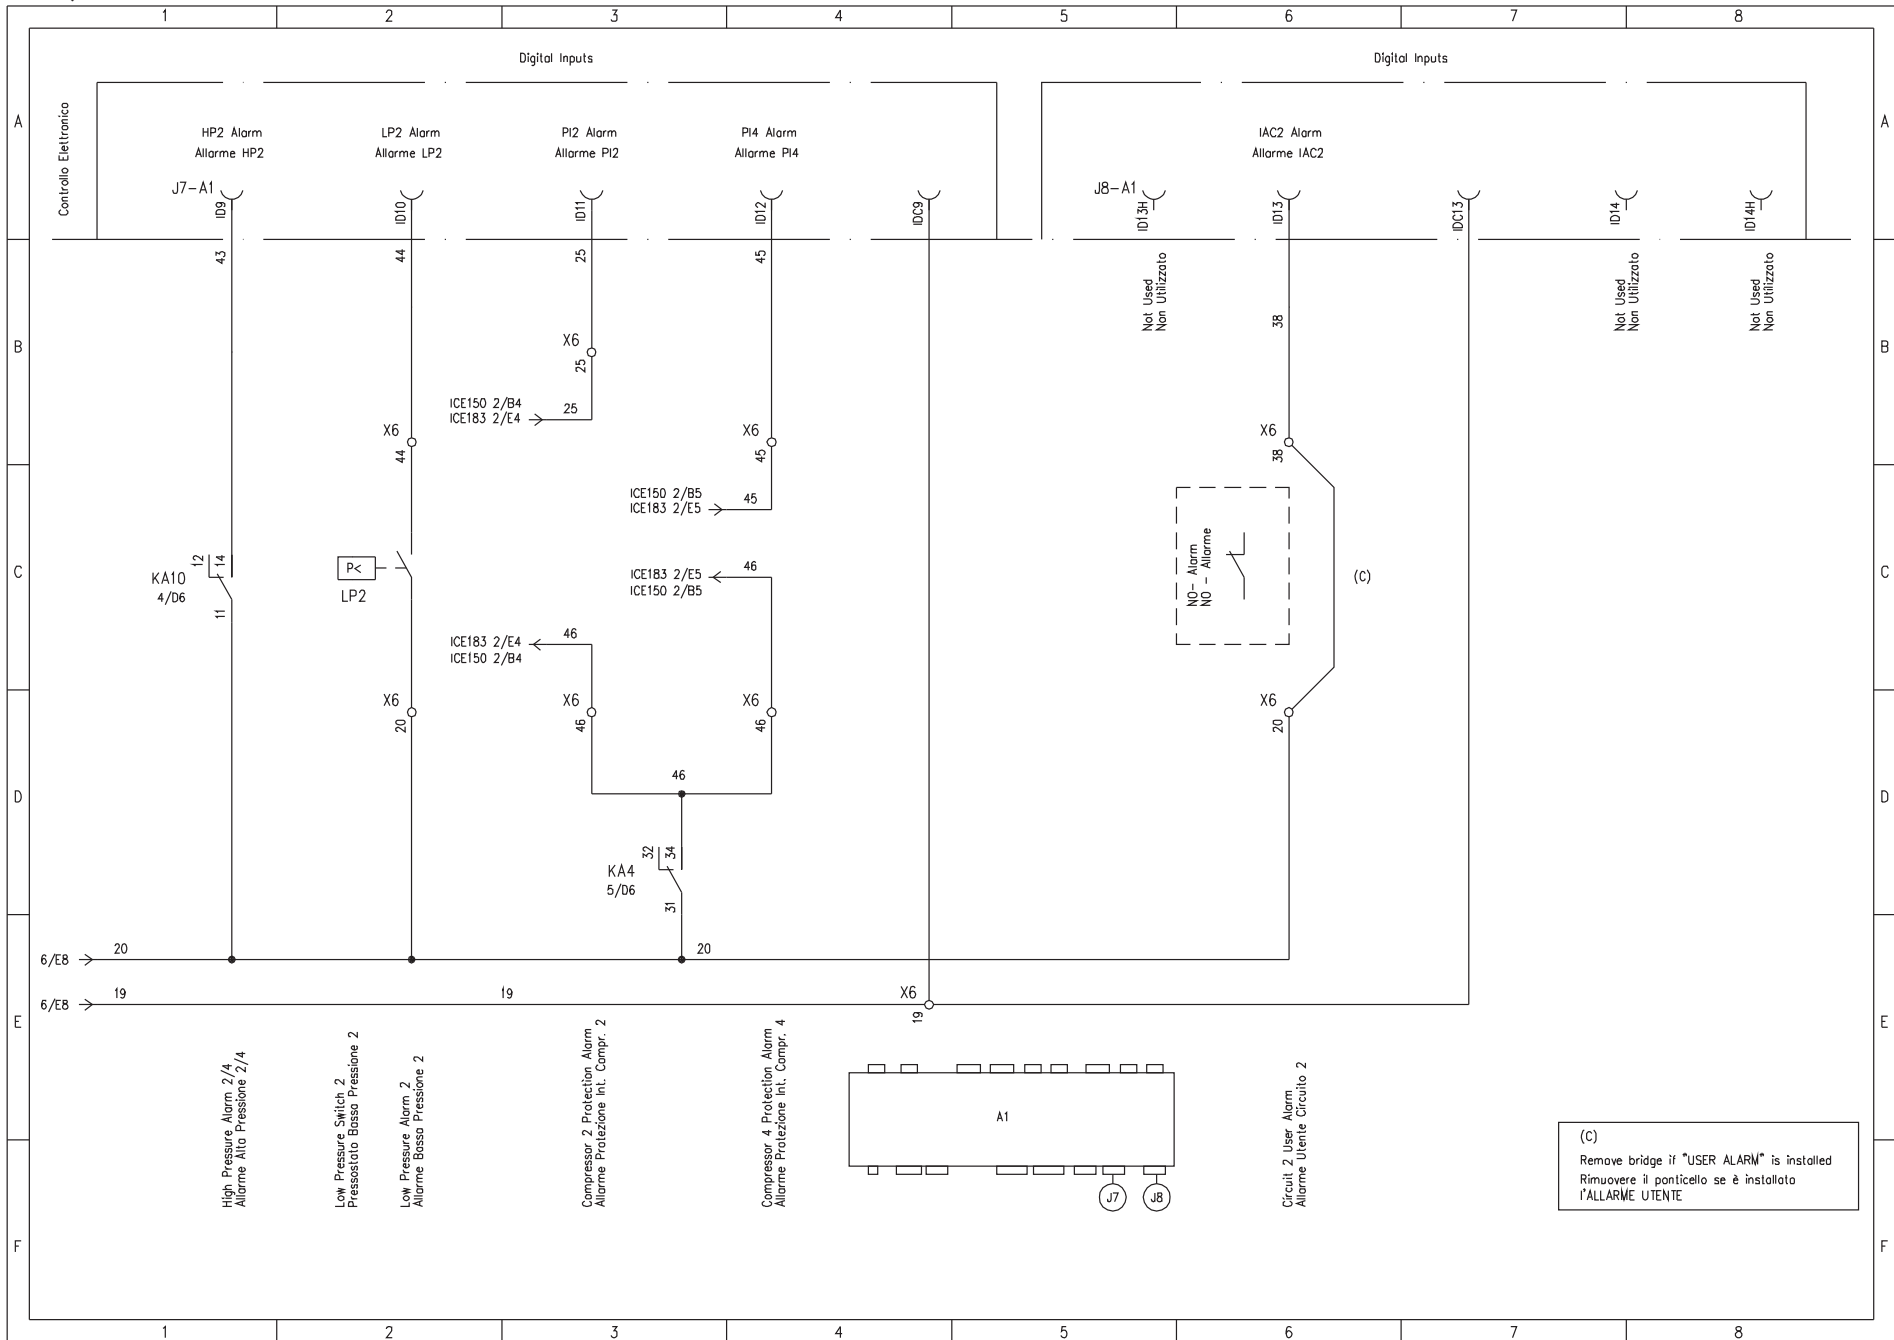 1 2 3 4 5 6 7 8
Digital Inputs
Digital Inputs
A
A
Controllo Elettronico
HP2 Alarm
Allarme HP2
LP2 Alarm
Allarme LP2
PI2 Alarm
Allarme PI2
PI4 Alarm
Allarme PI4
IAC2 Alarm
Allarme IAC2
J7-A1
J8-A1
ID9
ID10
ID11
ID12
IDC9
ID13H
ID13
IDC13
ID14
ID14H
43
44
25
45
Not Used
Non Utilizzato
38
Not Used
Non Utilizzato
Not Used
Non Utilizzato
B
B
X6
25
ICE150 2/B4
ICE183 2/E4
25
X6
44
X6
45
X6
38
ICE150 2/B5
ICE183 2/E5
45
C
C
12
14
KA10
4/D6
11
P<
LP2
ICE183 2/E5
ICE150 2/B5
46
NO- Alarm
NO - Allarme
(C)
ICE183 2/E4
ICE150 2/B4
46
X6
20
X6
46
X6
46
X6
20
D
D
46
32
34
KA4
5/D6
31
6/E8
20
20
6/E8
19
19
X6
19
E
E
High Pressure Alarm 2/4
Allarme Alta Pressione 2/4
Low Pressure Switch 2
Pressostato Bassa Pressione 2
Low Pressure Alarm 2
Allarme Bassa Pressione 2
Compressor 2 Protection Alarm
Allarme Protezione Int. Compr. 2
Compressor 4 Protection Alarm
Allarme Protezione Int. Compr. 4
A1
J7
J8
Circuit 2 User Alarm
Allarme Utente Circuito 2
(C)
Remove bridge if "USER ALARM" is installed
Rimuovere il ponticello se è installato
l'ALLARME UTENTE
F
F
1 2 3 4 5 6 7 8